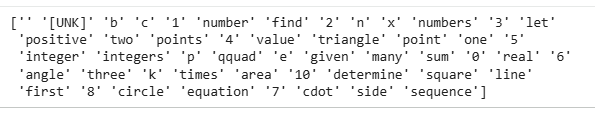 ['' '[UNK]' 'b' 'c' '1' 'number' 'find' '2' 'n' 'x' 'numbers' '3' 'let'
'positive' 'two' 'points' '4' 'value' 'triangle' 'point' 'one' '5'
'integer' 'integers' 'p' 'qquad' 'e' 'given' 'many' 'sum' '0' 'real' '6'
'angle' 'three' 'k' 'times' 'area' '10' 'determine' 'square' 'line'
'first' '8' 'circle' 'equation' '7' 'cdot' 'side' 'sequence']